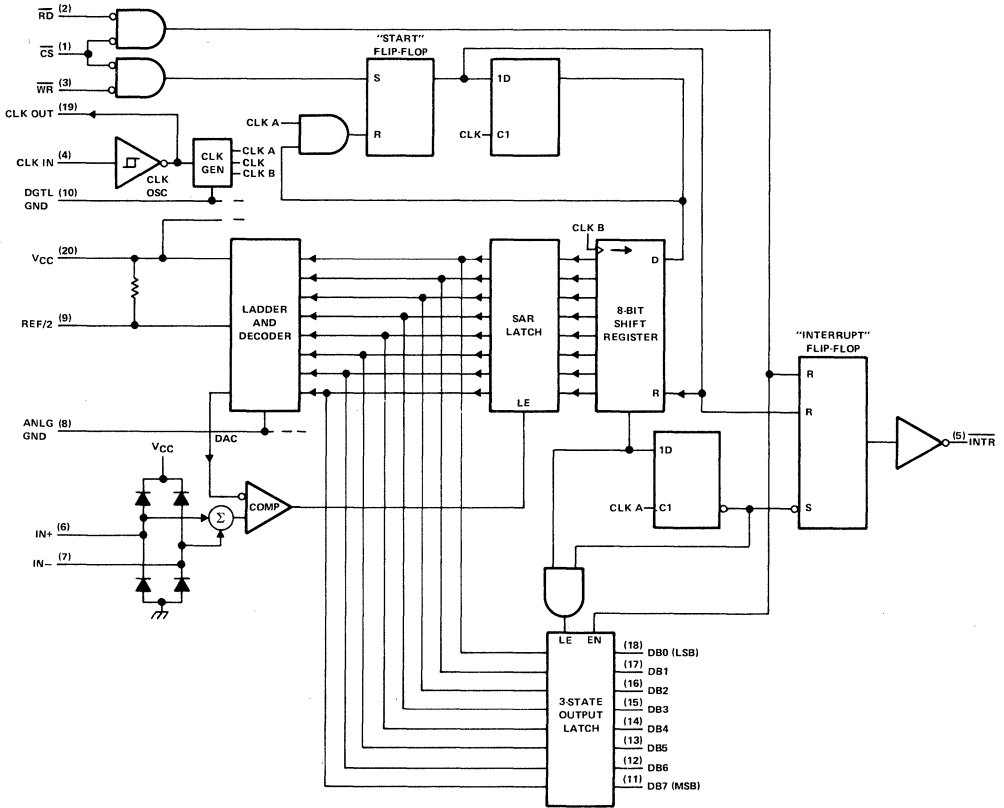 RD (2)
CS (1)
WR (3)
CLK OUT (19)
CLK IN (4)
CLK
OSC
CLK
GEN
CLK A
CLK
CLK B
DGTL (10)
GND
"START"
FLIP-FLOP
S
R
CLK A
1D
CLK
C1
VCC (20)
REF/2 (9)
ANLG (8)
GND
LADDER
AND
DECODER
DAC
SAR
LATCH
LE
CLK B
D
8-BIT
SHIFT
REGISTER
R
"INTERRUPT"
FLIP-FLOP
R
R
S
(5) INTR
1D
CLK A
C1
VCC
COMP
Σ
IN+ (6)
IN– (7)
LE EN
3-STATE
OUTPUT
LATCH
(18) DB0 (LSB)
(17) DB1
(16) DB2
(15) DB3
(14) DB4
(13) DB5
(12) DB6
(11) DB7 (MSB)